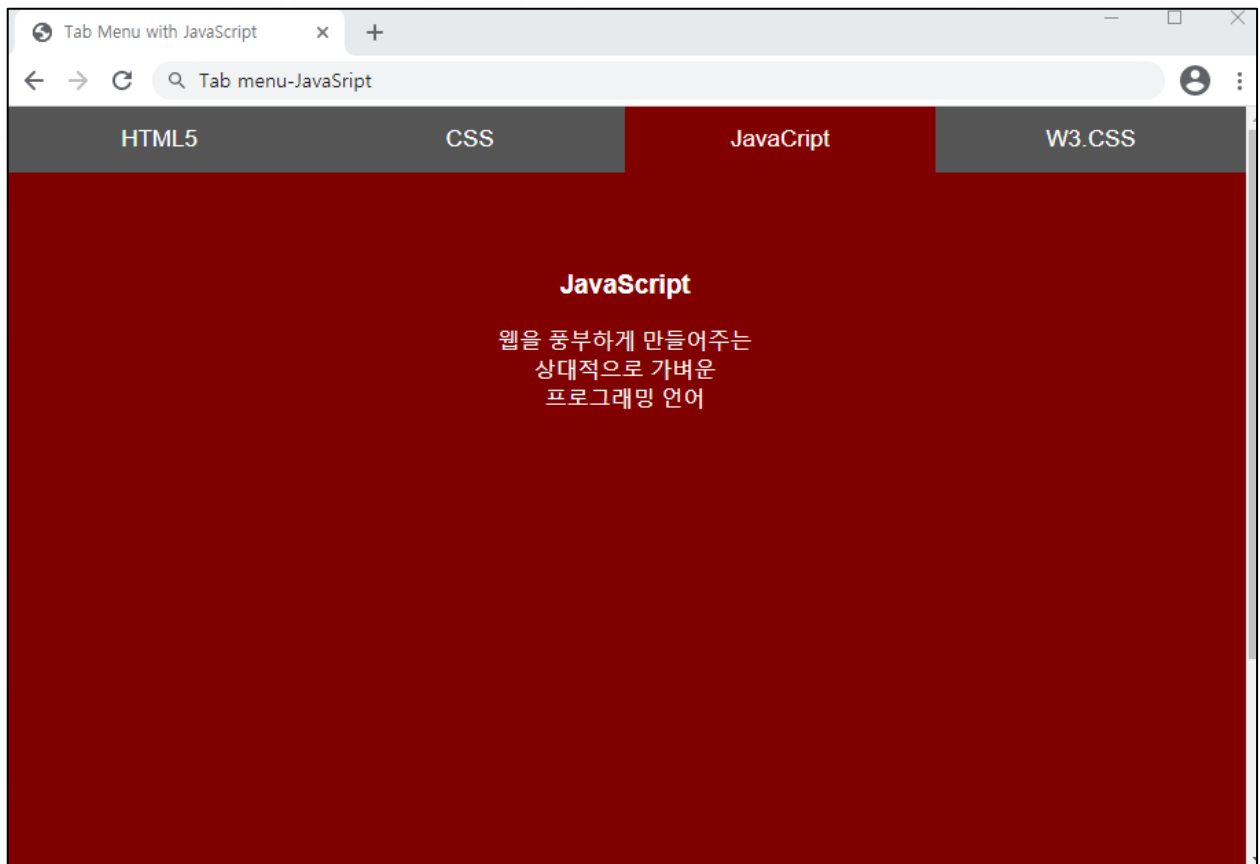 Tab Menu with JavaScript
Tab menu-JavaSript
HTML5 CSS JavaCript W3.CSS
JavaScript
웹을 풍부하게 만들어주는
상대적으로 가벼운
프로그래밍 언어